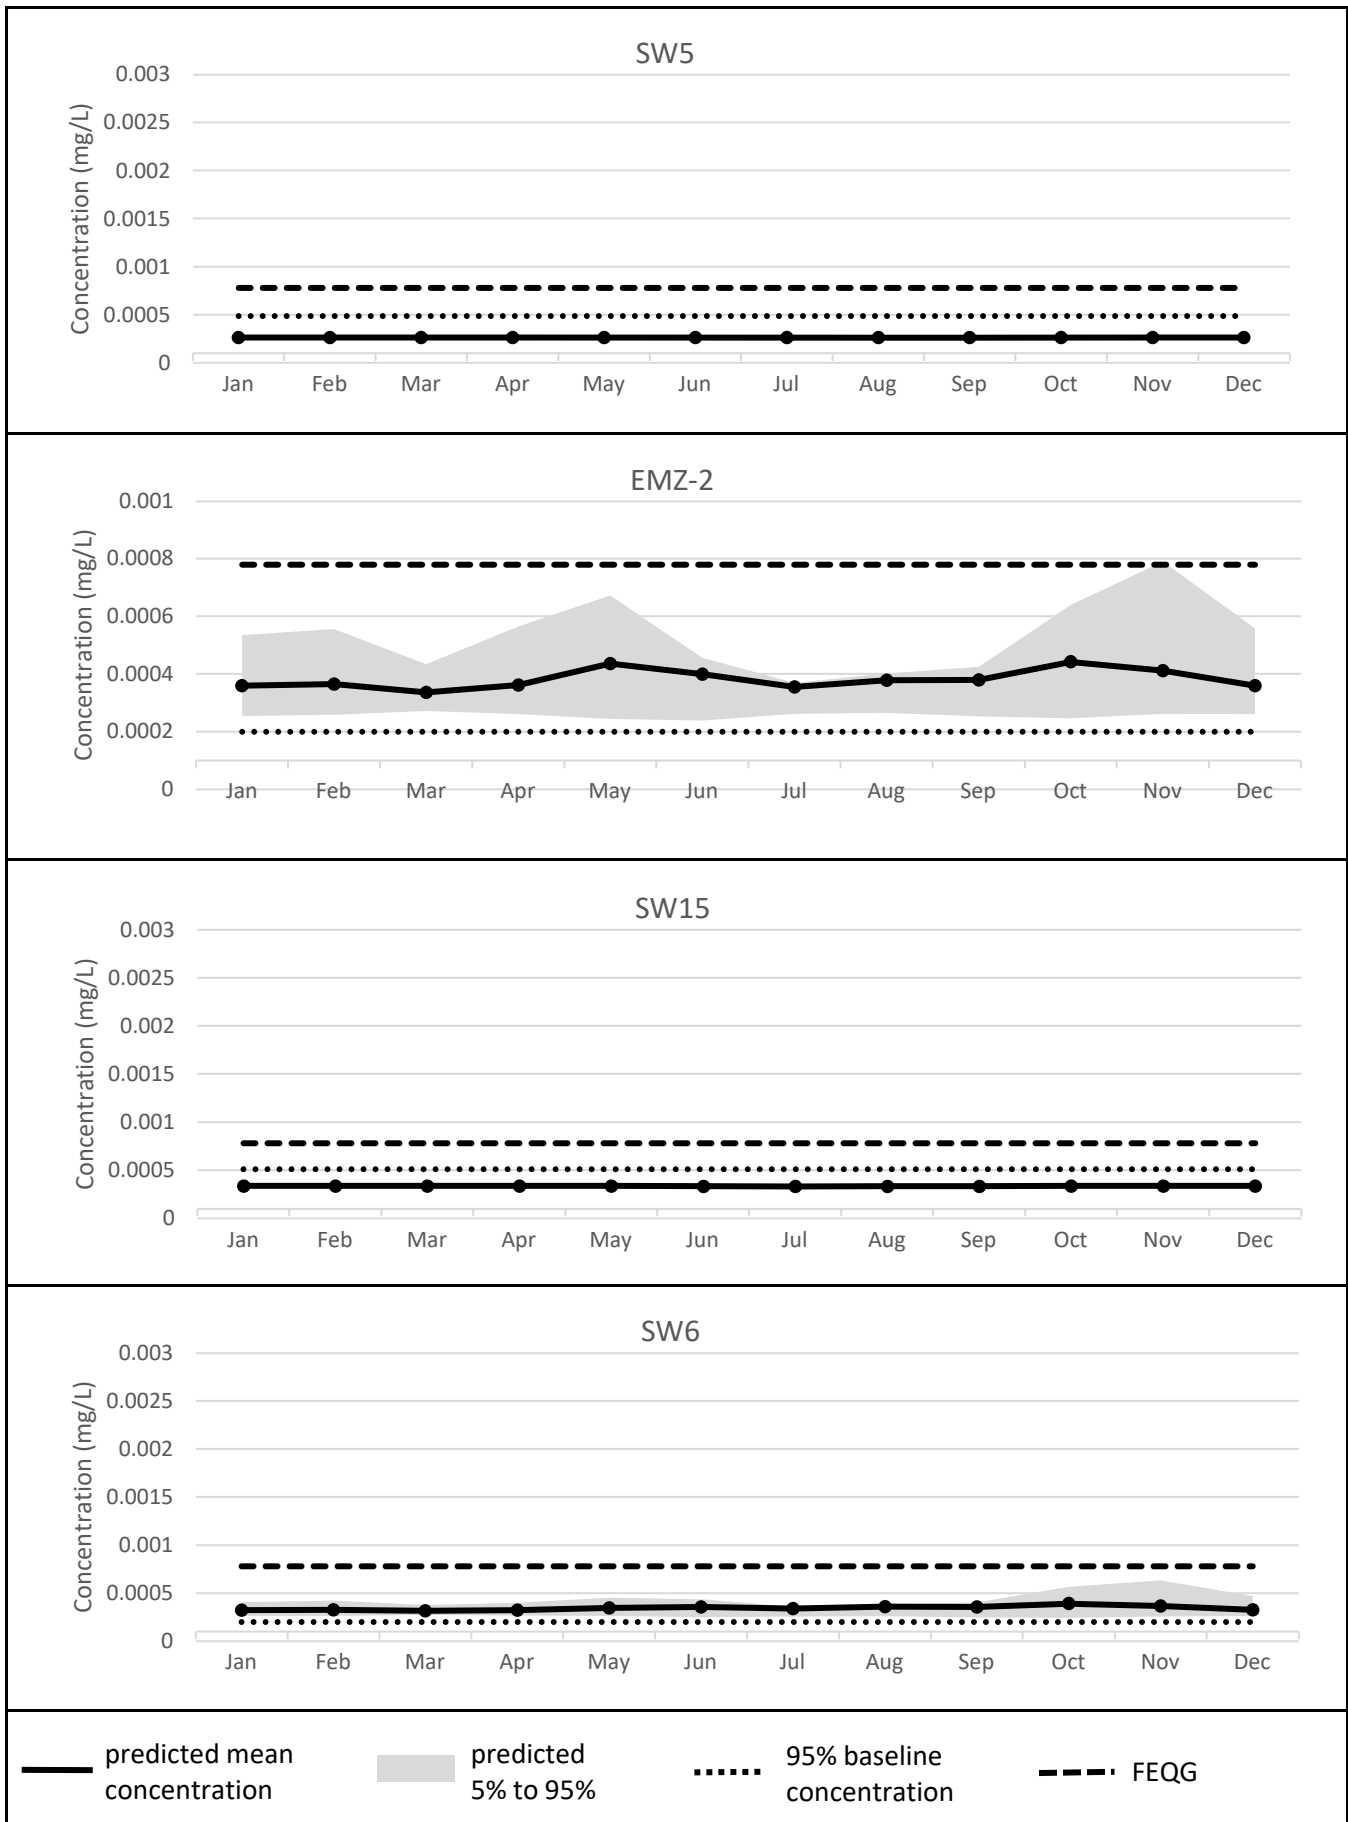 SW5
Concentration (mg/L)
0.003
0.0025
0.002
0.0015
0.001
0.0005
0
Jan Feb Mar Apr May Jun Jul Aug Sep Oct Nov Dec
EMZ-2
Concentration (mg/L)
0.001
0.0008
0.0006
0.0004
0.0002
0
Jan Feb Mar Apr May Jun Jul Aug Sep Oct Nov Dec
SW15
Concentration (mg/L)
0.003
0.0025
0.002
0.0015
0.001
0.0005
0
Jan Feb Mar Apr May Jun Jul Aug Sep Oct Nov Dec
SW6
Concentration (mg/L)
0.003
0.0025
0.002
0.0015
0.001
0.0005
0
Jan Feb Mar Apr May Jun Jul Aug Sep Oct Nov Dec
predicted mean
concentration
predicted
5% to 95%
95% baseline
concentration
FEQG